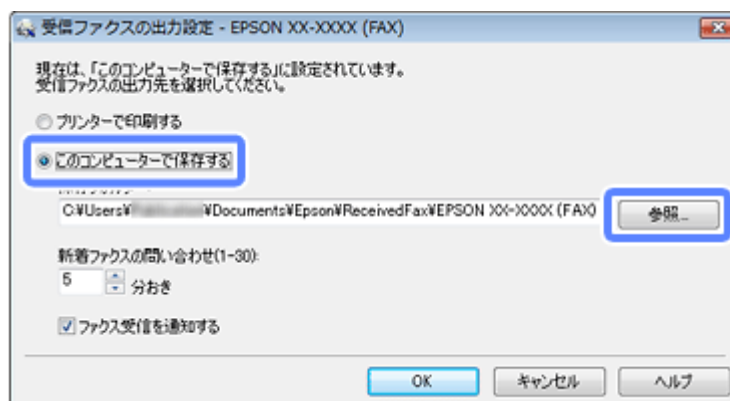 受信ファクスの出力設定 - EPSON XX-XXXX (FAX)
現在は、「このコンピューターで保存する」に設定されています。
受信ファクスの出力先を選択してください。
プリンターで印刷する
このコンピューターで保存する
C:¥Users¥ ¥Documents¥Epson¥ReceivedFax¥EPSON XX-XXXX (FAX)
参照...
新着ファクスの問い合わせ(1-30):
5 分おき
ファクス受信を通知する
OK キャンセル ヘルプ